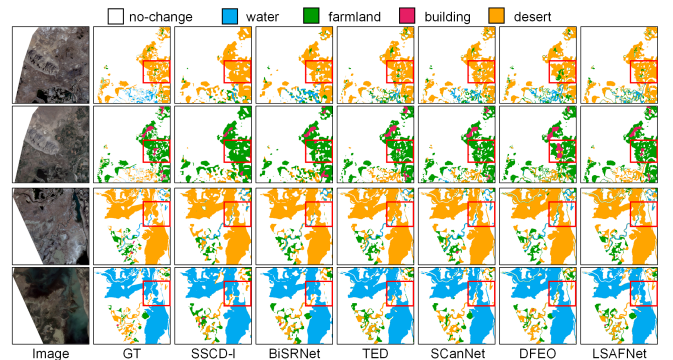 no-change water farmland building desert
Image GT SSCD-l BiSRNet TED SCanNet DFEO LSAFNet